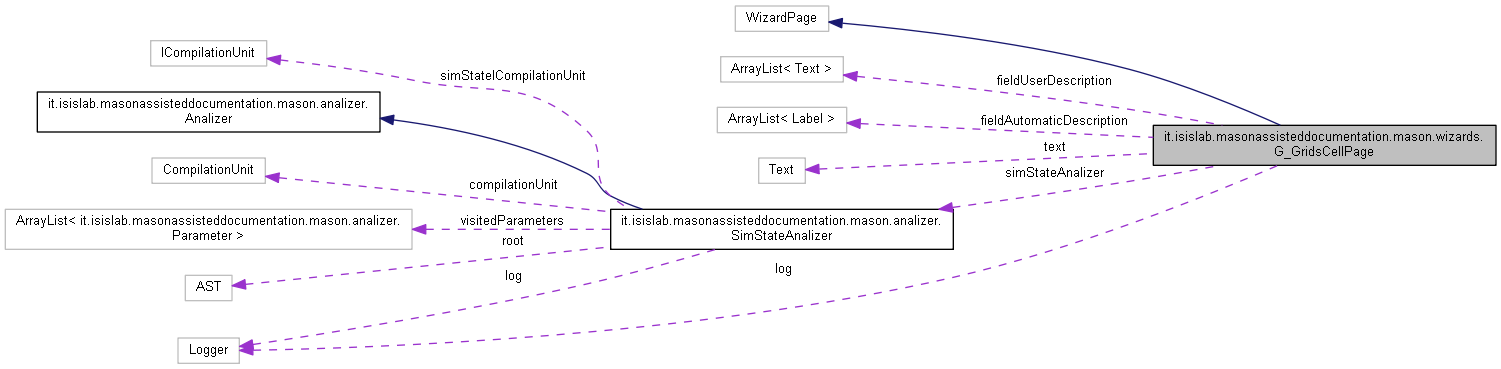 WizardPage
ICompilationUnit
ArrayList< Text >
simStateICompilationUnit
fieldUserDescription
it.isislab.masonassisteddocumentation.mason.analizer.
Analizer
ArrayList< Label >
fieldAutomaticDescription
it.isislab.masonassisteddocumentation.mason.wizards.
G_GridsCellPage
text
CompilationUnit
Text
simStateAnalizer
compilationUnit
ArrayList< it.isislab.masonassisteddocumentation.mason.analizer.
Parameter >
visitedParameters
it.isislab.masonassisteddocumentation.mason.analizer.
SimStateAnalizer
root
AST
log
log
Logger